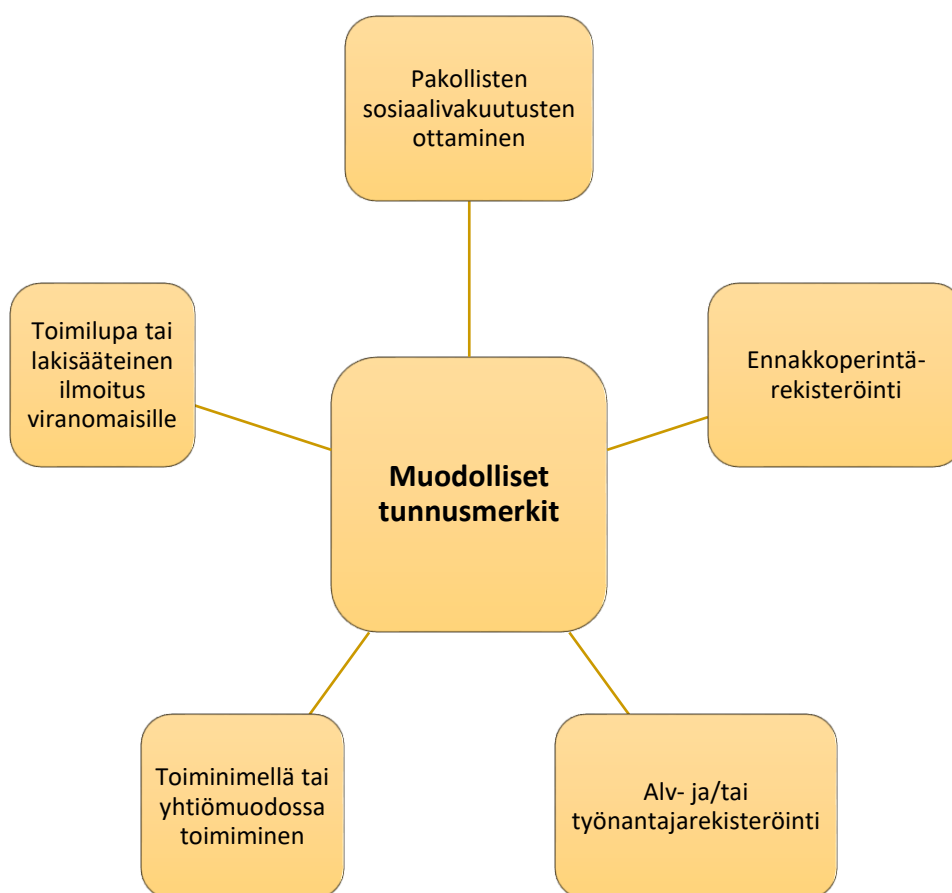 Pakollisten
sosiaalivakuutusten
ottaminen
Toimilupa tai
lakisääteinen
ilmoitus
viranomaisille
Ennakkoperintä-
rekisteröinti
Muodolliset
tunnusmerkit
Toiminimellä tai
yhtiömuodossa
toimiminen
Alv- ja/tai
työnantajarekisteröinti